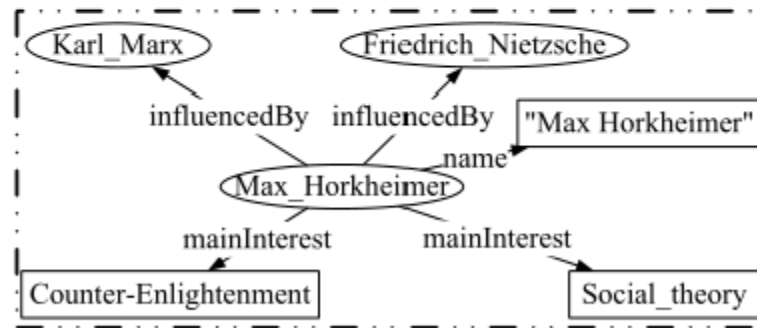 Karl_Marx
Friedrich_Nietzsche
influencedBy
influencedBy
"Max Horkheimer"
name
Max_Horkheimer
mainInterest
mainInterest
Counter-Enlightenment
Social_theory